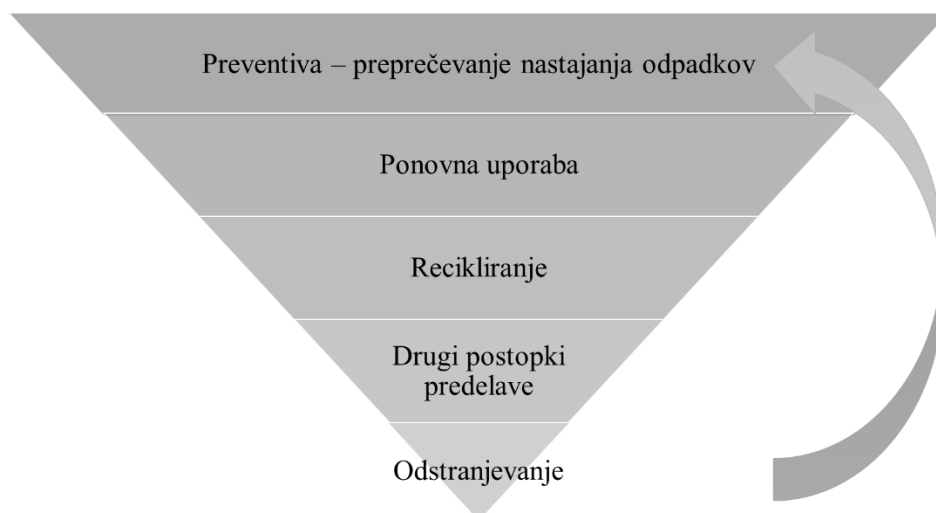 Preventiva – preprečevanje nastajanja odpadkov
Ponovna uporaba
Recikliranje
Drugi postopki
predelave
Odstranjevanje